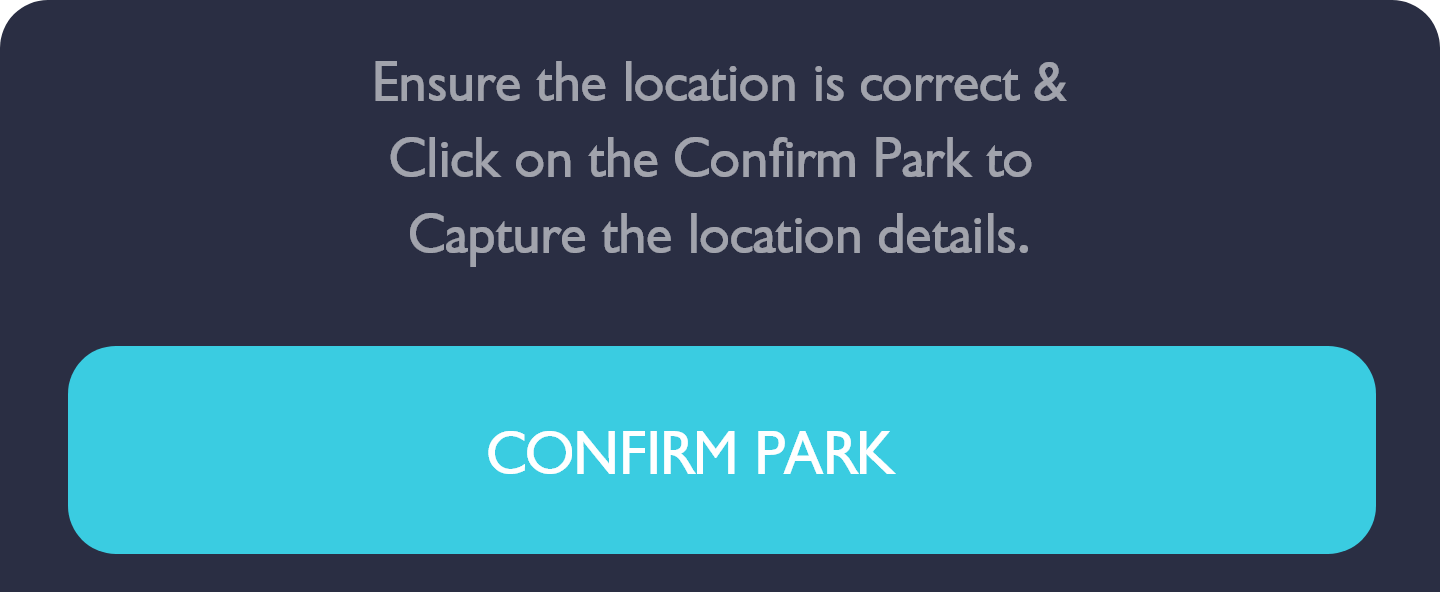 Ensure the location is correct &
Click on the Confirm Park to
Capture the location details.
CONFIRM PARK